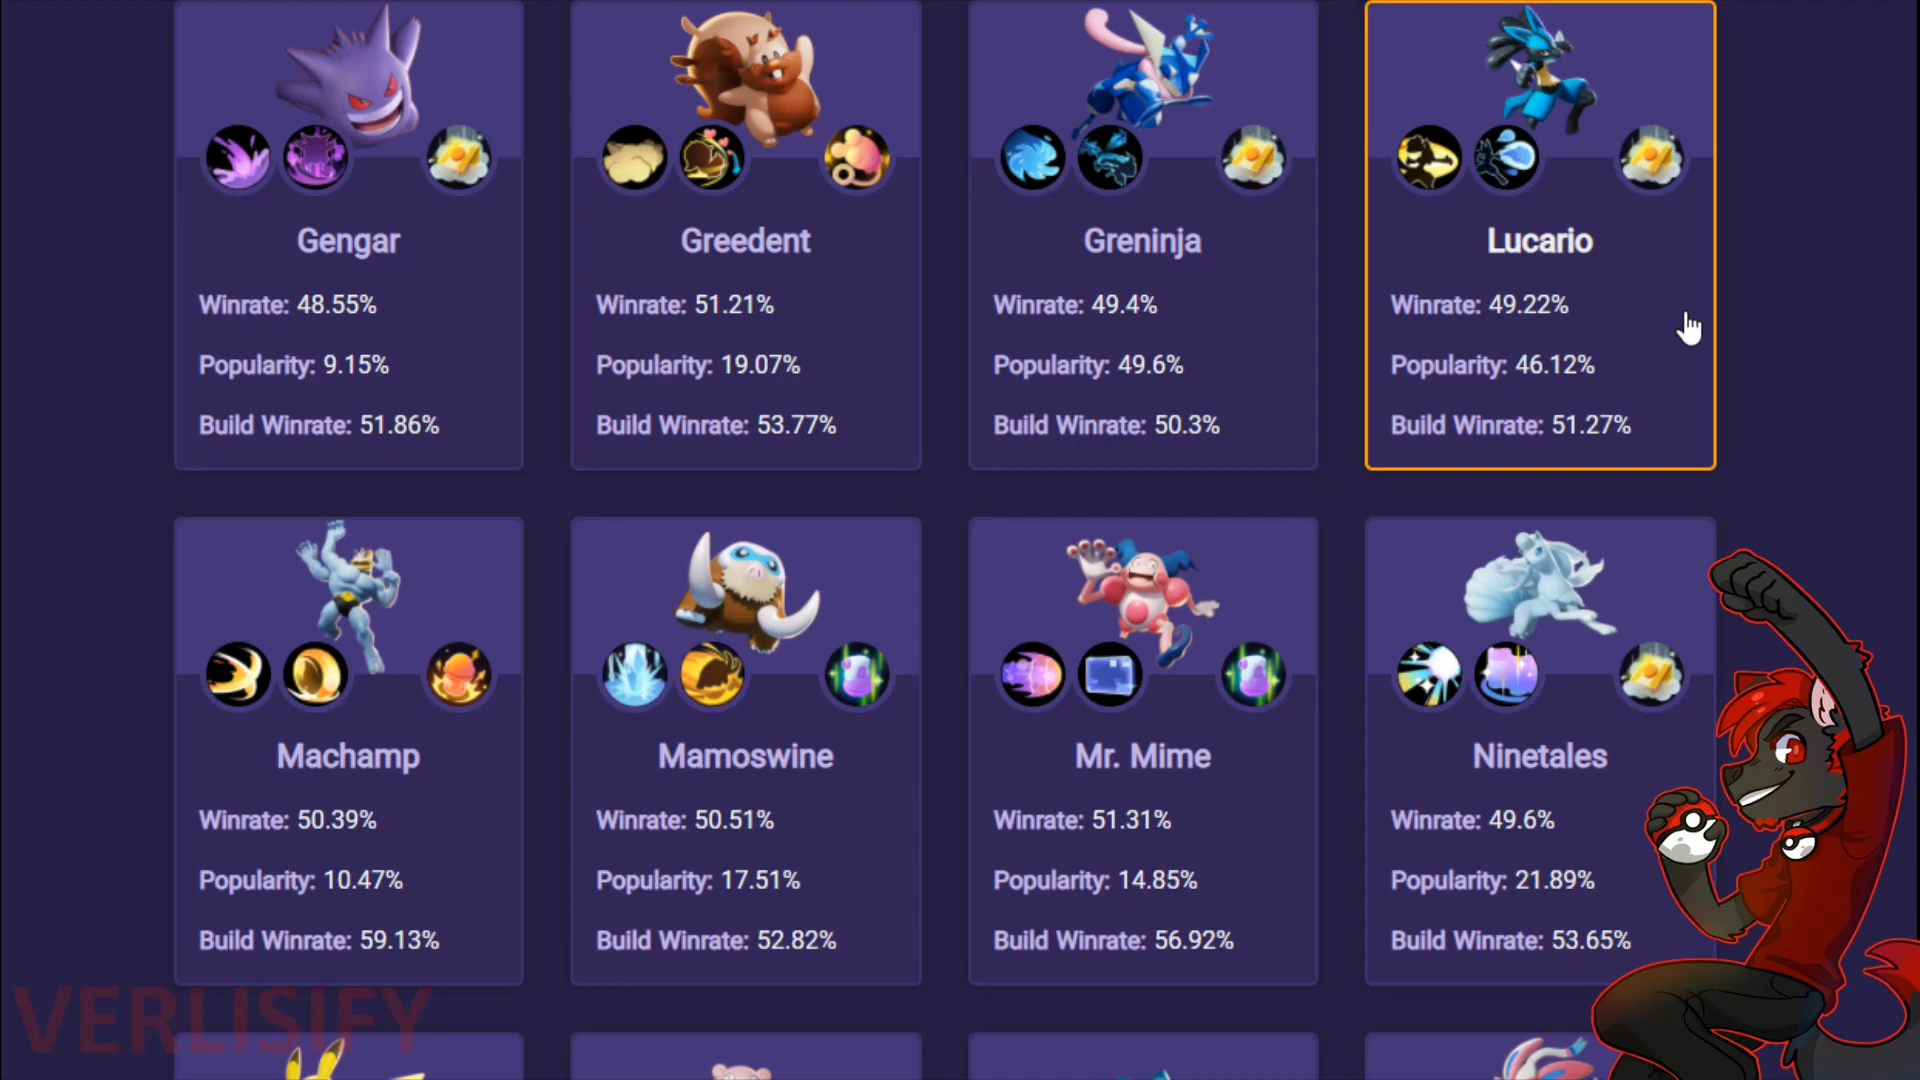 Gengar
Winrate: 48.55%
Popularity: 9.15%
Build Winrate: 51.86%
Greedent
Winrate: 51.21%
Popularity: 19.07%
Build Winrate: 53.77%
Greninja
Winrate: 49.4%
Popularity: 49.6%
Build Winrate: 50.3%
Lucario
Winrate: 49.22%
Popularity: 46.12%
Build Winrate: 51.27%
Machamp
Winrate: 50.39%
Popularity: 10.47%
Build Winrate: 59.13%
Mamoswine
Winrate: 50.51%
Popularity: 17.51%
Build Winrate: 52.82%
Mr. Mime
Winrate: 51.31%
Popularity: 14.85%
Build Winrate: 56.92%
Ninetales
Winrate: 49.6%
Popularity: 21.89%
Build Winrate: 53.65%
VERLISIFY